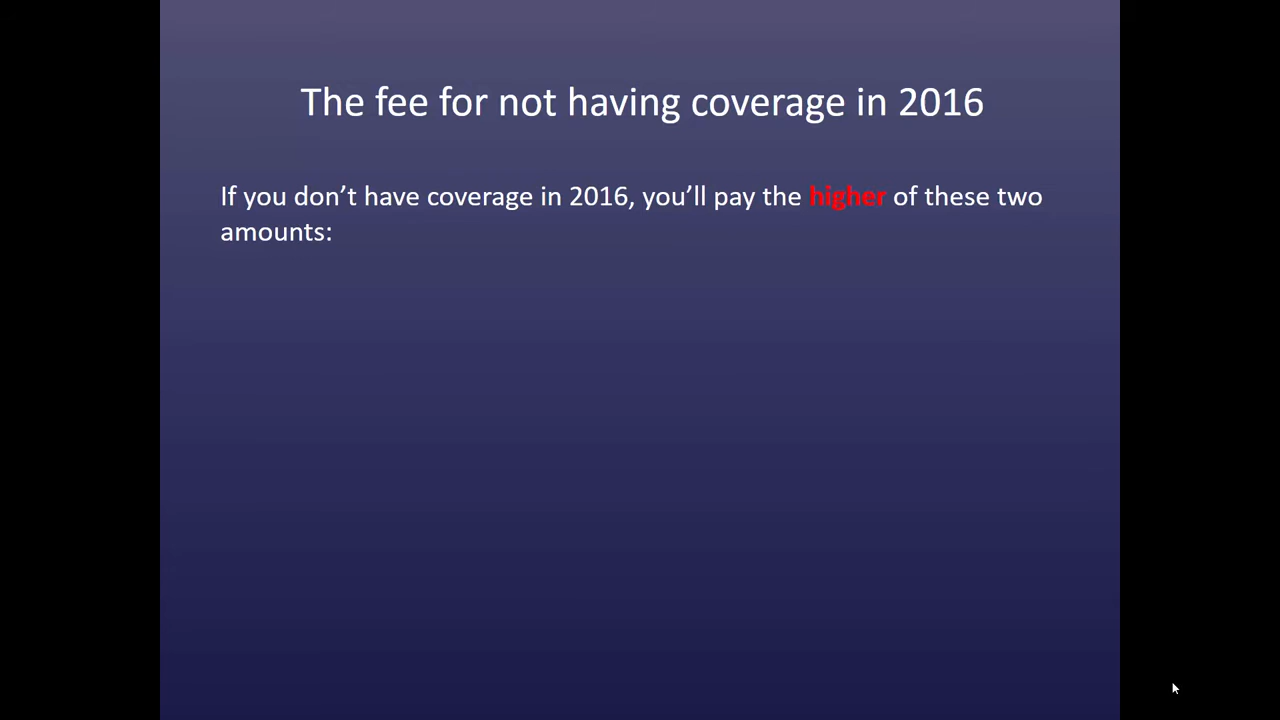 The fee for not having coverage in 2016
If you don’t have coverage in 2016, you’ll pay the higher of these two
amounts: